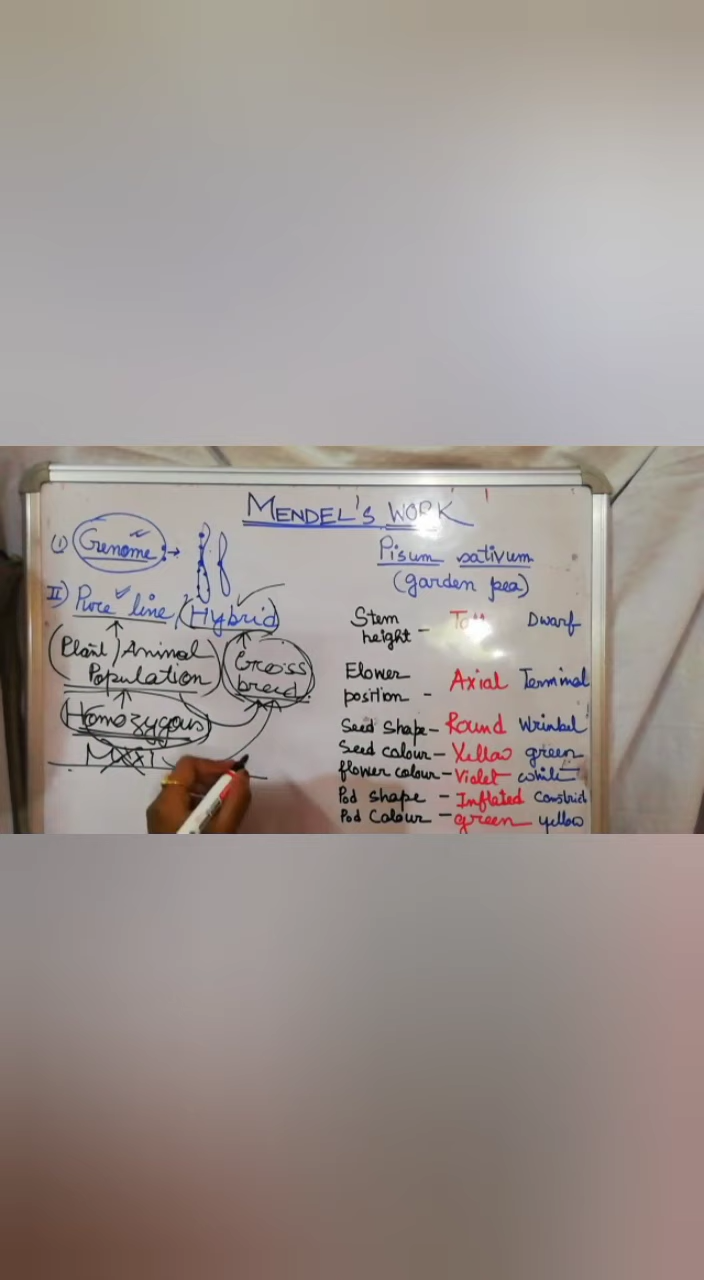 MENDEL'S WORK
(I) Genome →
II) Pure line, (Hybrid)
(Plant) Animal
Population
Cross
breed
(Homozygous)
Pisum sativum
(garden pea)
Stem
height - Tall Dwarf
Flower
position - Axial Terminal
Seed shape - Round Wrinkel
Seed colour - Yellow green
flower colour - Violet white
Pod shape - Inflated Constrid
Pod Colour - green yellow